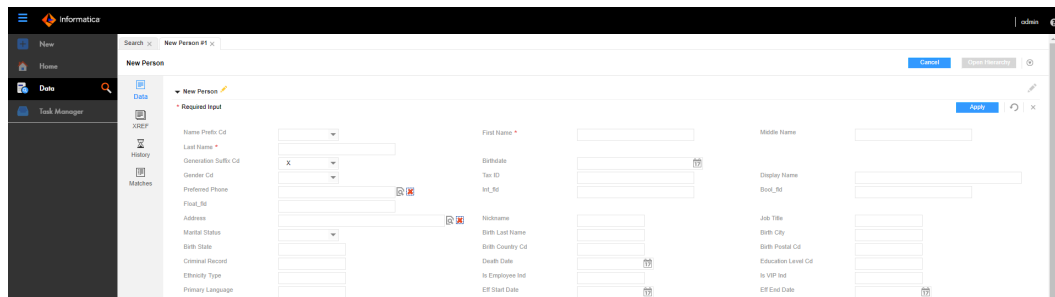 Informatica
admin
New
Home
Data
Task Manager
Search × New Person #1 ×
New Person
Cancel Open Hierarchy
Data
XREF
History
Matches
New Person
* Required Input
Apply
Name Prefix Cd First Name * Middle Name
Last Name *
Generation Suffix Cd X Birthdate
Gender Cd Tax ID Display Name
Preferred Phone Int_fld Bool_fld
Float_fld
Address Nickname Job Title
Marital Status Birth Last Name Birth City
Birth State Brith Country Cd Birth Postal Cd
Criminal Record Death Date Education Level Cd
Ethnicity Type Is Employee Ind Is VIP Ind
Primary Language Eff Start Date Eff End Date